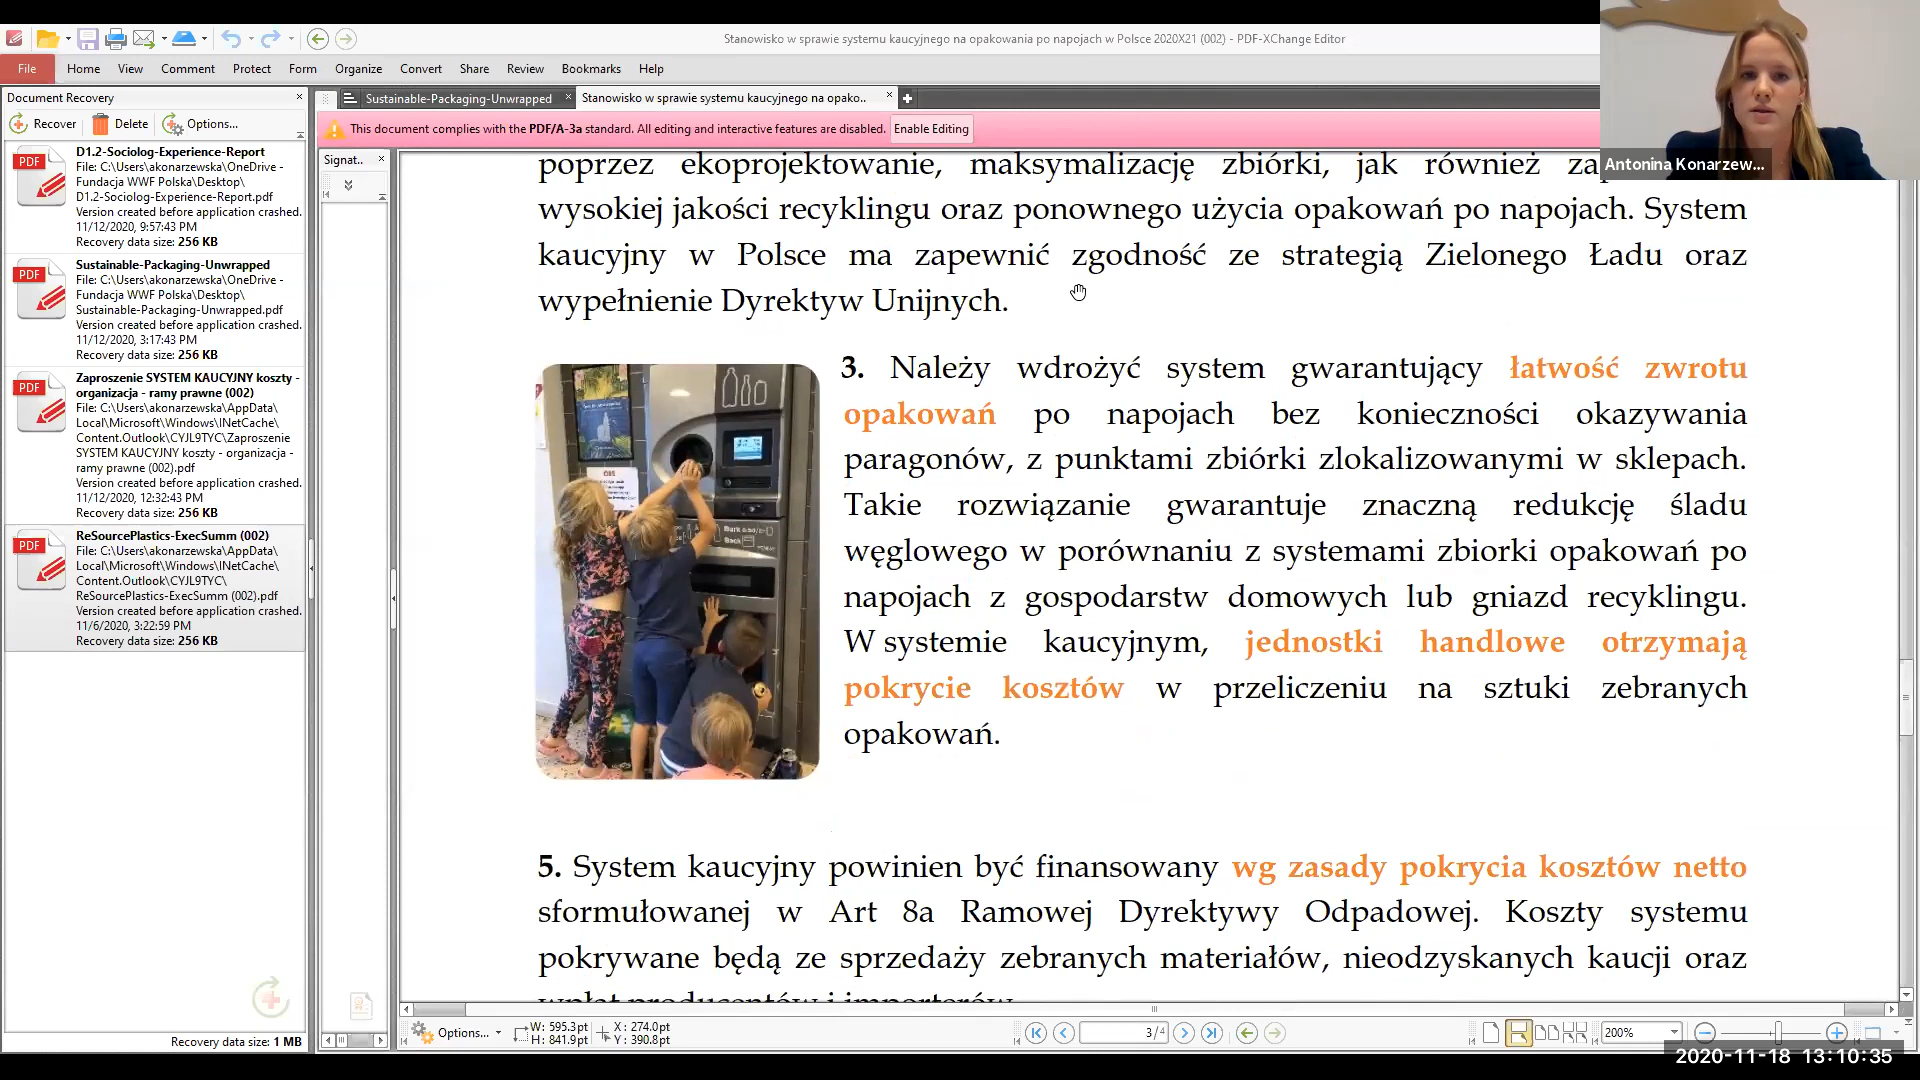 Stanowisko w sprawie systemu kaucyjnego na opakowania po napojach w Polsce 2020X21 (002) - PDF-XChange Editor
File Home View Comment Protect Form Organize Convert Share Review Bookmarks Help
Document Recovery
Recover Delete Options...
D1.2-Sociolog-Experience-Report
File: C:\Users\akonarzewska\OneDrive -
Fundacja WWF Polska\Desktop\
D1.2-Sociolog-Experience-Report.pdf
Version created before application crashed.
11/12/2020, 9:57:43 PM
Recovery data size: 256 KB
Sustainable-Packaging-Unwrapped
File: C:\Users\akonarzewska\OneDrive -
Fundacja WWF Polska\Desktop\
Sustainable-Packaging-Unwrapped.pdf
Version created before application crashed.
11/12/2020, 3:17:43 PM
Recovery data size: 256 KB
Zaproszenie SYSTEM KAUCYJNY koszty -
organizacja - ramy prawne (002)
File: C:\Users\akonarzewska\AppData\
Local\Microsoft\Windows\INetCache\
Content.Outlook\CYJL9TYC\Zaproszenie
SYSTEM KAUCYJNY koszty - organizacja -
ramy prawne (002).pdf
Version created before application crashed.
11/12/2020, 12:32:43 PM
Recovery data size: 256 KB
ReSourcePlastics-ExecSumm (002)
File: C:\Users\akonarzewska\AppData\
Local\Microsoft\Windows\INetCache\
Content.Outlook\CYJL9TYC\
ReSourcePlastics-ExecSumm (002).pdf
Version created before application crashed.
11/6/2020, 3:22:59 PM
Recovery data size: 256 KB
Recovery data size: 1 MB
PDF
PDF
PDF
PDF
Sustainable-Packaging-Unwrapped Stanowisko w sprawie systemu kaucyjnego na opako..
This document complies with the PDF/A-3a standard. All editing and interactive features are disabled. Enable Editing
Signat..
Antonina Konarzew...
poprzez ekoprojektowanie, maksymalizację zbiórki, jak również
wysokiej jakości recyklingu oraz ponownego użycia opakowań po napojach. System
kaucyjny w Polsce ma zapewnić zgodność ze strategią Zielonego Ładu oraz
wypełnienie Dyrektyw Unijnych.
3. Należy wdrożyć system gwarantujący łatwość zwrotu
opakowań po napojach bez konieczności okazywania
paragonów, z punktami zbiórki zlokalizowanymi w sklepach.
Takie rozwiązanie gwarantuje znaczną redukcję śladu
węglowego w porównaniu z systemami zbiorki opakowań po
napojach z gospodarstw domowych lub gniazd recyklingu.
W systemie kaucyjnym, jednostki handlowe otrzymają
pokrycie kosztów w przeliczeniu na sztuki zebranych
opakowań.
5. System kaucyjny powinien być finansowany wg zasady pokrycia kosztów netto
sformułowanej w Art 8a Ramowej Dyrektywy Odpadowej. Koszty systemu
pokrywane będą ze sprzedaży zebranych materiałów, nieodzyskanych kaucji oraz
wpłat producentów i importerów.
Options... W: 595.3pt X: 274.0pt
H: 841.9pt Y: 390.8pt
3/4
200%
2020-11-18 13:10:35